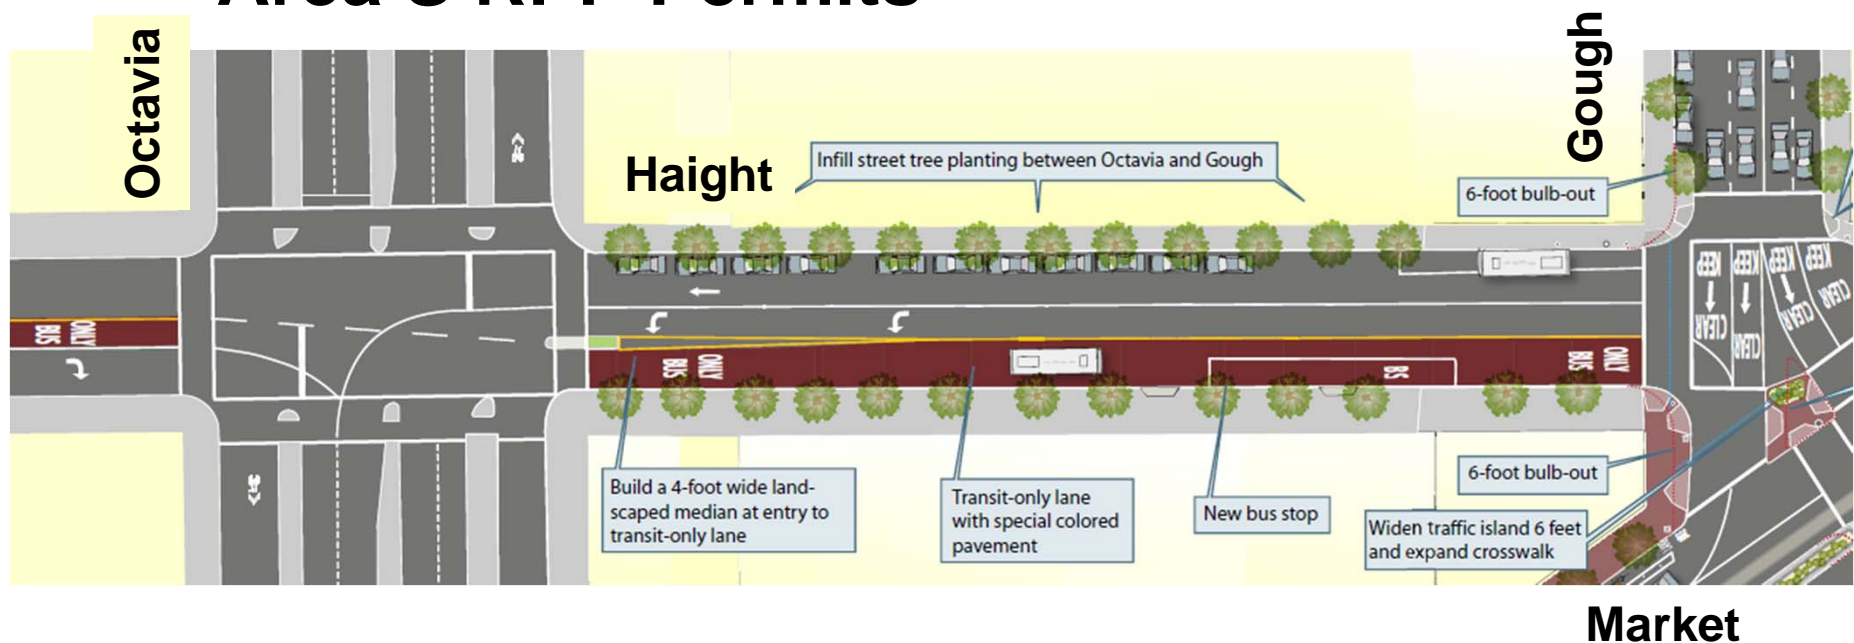 Octavia
Haight
Infill street tree planting between Octavia and Gough
Gough
6-foot bulb-out
KEEP
KEEP
KEEP
KEEP
CLEAR
CLEAR
CLEAR
CLEAR
ONLY
BUS
ONLY
BUS
BS
ONLY
BUS
Build a 4-foot wide land-
scaped median at entry to
transit-only lane
Transit-only lane
with special colored
pavement
New bus stop
6-foot bulb-out
Widen traffic island 6 feet
and expand crosswalk
Market